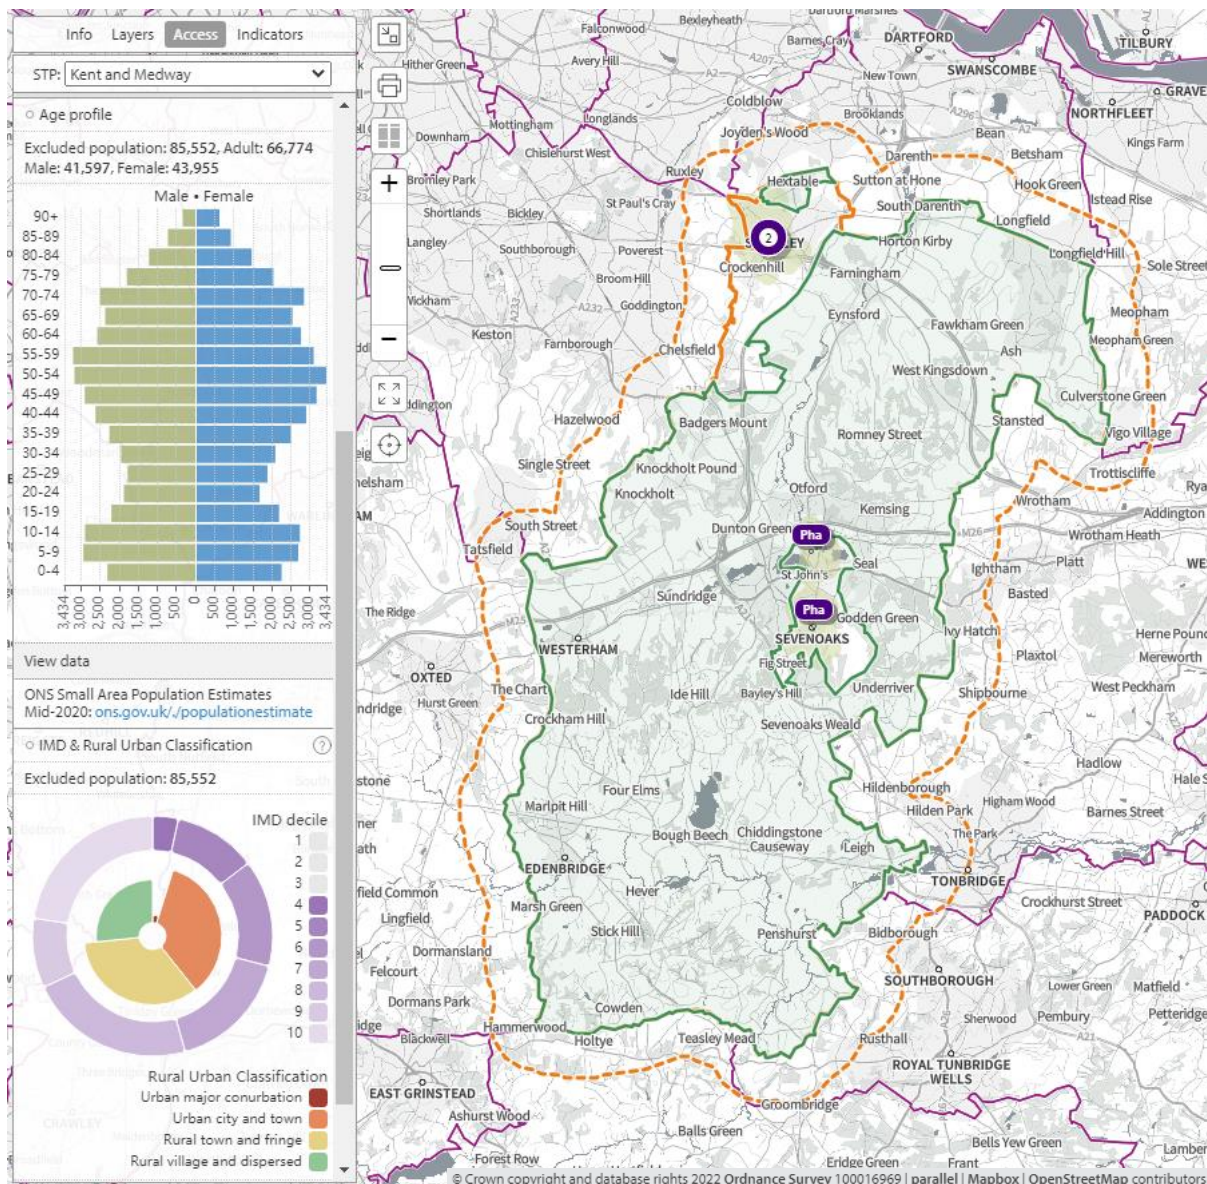 Info Layers Access Indicators
STP: Kent and Medway
Age profile
Excluded population: 85,552, Adult: 66,774
Male: 41,597, Female: 43,955
Male • Female
90+
85-89
80-84
75-79
70-74
65-69
60-64
55-59
50-54
45-49
40-44
35-39
30-34
25-29
20-24
15-19
10-14
5-9
0-4
3,434 3,000 2,500 2,000 1,500 1,000 500 0 500 1,000 1,500 2,000 2,500 3,000 3,434
View data
ONS Small Area Population Estimates
Mid-2020: ons.gov.uk/./populationestimate
IMD & Rural Urban Classification ?
Excluded population: 85,552
IMD decile
1
2
3
4
5
6
7
8
9
10
Rural Urban Classification
Urban major conurbation
Urban city and town
Rural town and fringe
Rural village and dispersed
+
−
Bexleyheath
Falconwood
Barnes Cray
DARTFORD
TILBURY
Hither Green
Avery Hill
A2
A207
New Town
SWANSCOMBE
Coldblow
Brooklands
A296
NORTHFLEET
GRAVE
Longlands
Mottingham
Joyden's Wood
Bean
A2
Downham
Chislehurst West
Darenth
Betsham
Kings Farm
Bromley Park
Ruxley
Hextable
Sutton at Hone
Hook Green
Istead Rise
Shortlands
Bickley
St Paul's Cray
South Darenth
Longfield
2
Langley
Southborough
Poverest
Horton Kirby
Longfield Hill
Crockenhill
Farningham
Sole Street
Broom Hill
Wickham
Goddington
A232
Eynsford
Meopham
Keston
Fawkham Green
Farnborough
Chelsfield
Ash
Meopham Green
West Kingsdown
Culverstone Green
Hazelwood
Badgers Mount
Stansted
Romney Street
Vigo Village
Single Street
Knockholt Pound
Trottiscliffe
Knockholt
Otford
Wrotham
Kemsing
Addington
South Street
Dunton Green
Pha
M26
Wrotham Heath
Tatsfield
Seal
Ightham
Platt
St John's
Sundridge
Basted
The Ridge
Pha
M25
Godden Green
Ivy Hatch
Herne Pound
WESTERHAM
SEVENOAKS
Plaxtol
Mereworth
OXTED
Fig Street
The Chart
Ide Hill
Bayley's Hill
Underriver
Shipbourne
West Peckham
Hurst Green
Crockham Hill
Sevenoaks Weald
Hadlow
Four Elms
Hildenborough
Marlpit Hill
Hilden Park
Higham Wood
Barnes Street
Bough Beech
Chiddingstone
Causeway
The Park
Leigh
EDENBRIDGE
TONBRIDGE
Hever
Crockhurst Street
Marsh Green
PADDOCK
Lingfield
Stick Hill
Penshurst
Bidborough
Dormansland
Felcourt
SOUTHBOROUGH
Lower Green
Matfield
Dormans Park
Cowden
Sherwood
Pembury
Petteridge
Hammerwood
Blackwell
Holtye
Teasley Mead
Rusthall
A26
A21
ROYAL TUNBRIDGE
WELLS
EAST GRINSTEAD
Groombridge
Ashurst Wood
Balls Green
Bells Yew Green
Forest Row
Eridge Green
Frant
© Crown copyright and database rights 2022 Ordnance Survey 100016969 | parallel | Mapbox | OpenStreetMap contributors